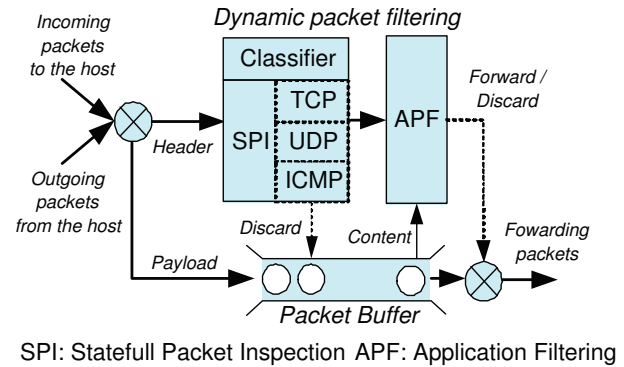 Dynamic packet filtering
Incoming
packets
to the host
Classifier
Forward /
Discard
TCP
SPI
UDP
ICMP
APF
Header
Outgoing
packets
from the host
Discard
Content
Fowarding
packets
Payload
Packet Buffer
SPI: Statefull Packet Inspection APF: Application Filtering